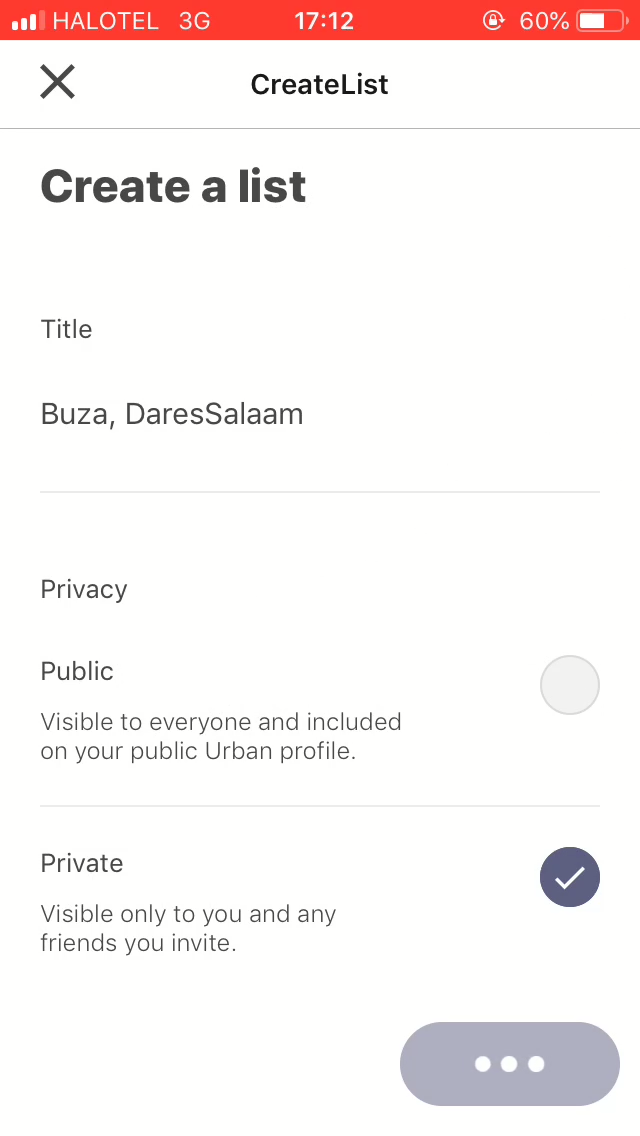 HALOTEL 3G 17:12 60%
CreateList
Create a list
Title
Buza, DaresSalaam
Privacy
Public
Visible to everyone and included
on your public Urban profile.
Private
Visible only to you and any
friends you invite.